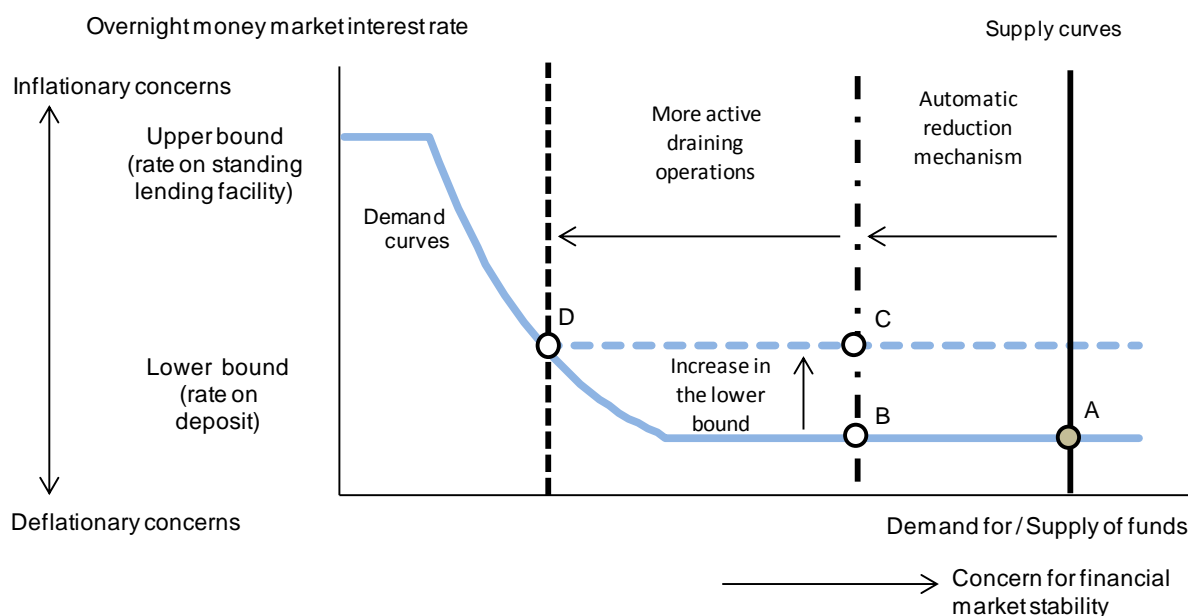 Overnight money market interest rate
Supply curves
Inflationary concerns
Upper bound
(rate on standing
lending facility)
More active
draining
operations
Automatic
reduction
mechanism
Demand
curves
D
C
Lower bound
(rate on
deposit)
Increase in
the lower
bound
B
A
Deflationary concerns
Demand for / Supply of funds
Concern for financial
market stability